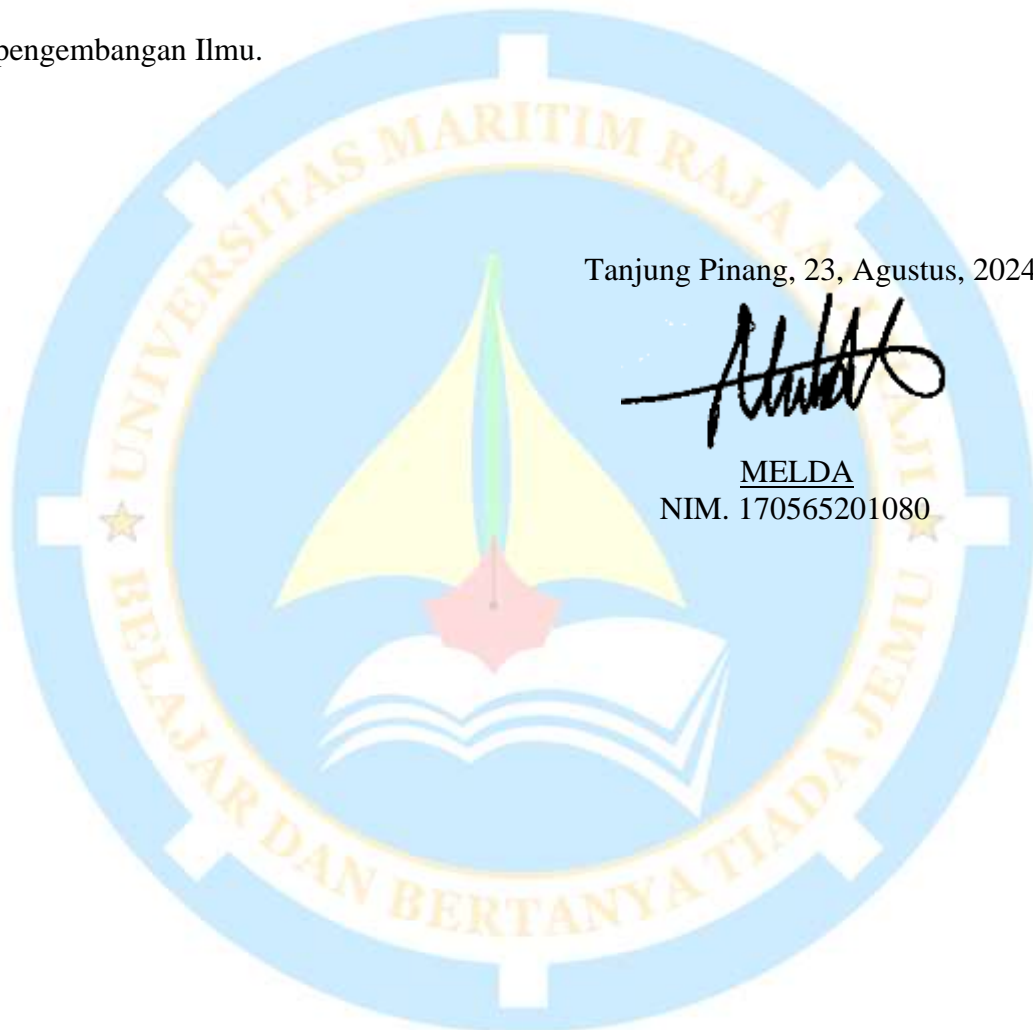 pengembangan Ilmu.
UNIVERSITAS MARITIM RAJA ALI HAJI
Tanjung Pinang, 23, Agustus, 2024
MELDA
NIM. 170565201080
BELAJAR DAN BERTANYA TIADA JEMU